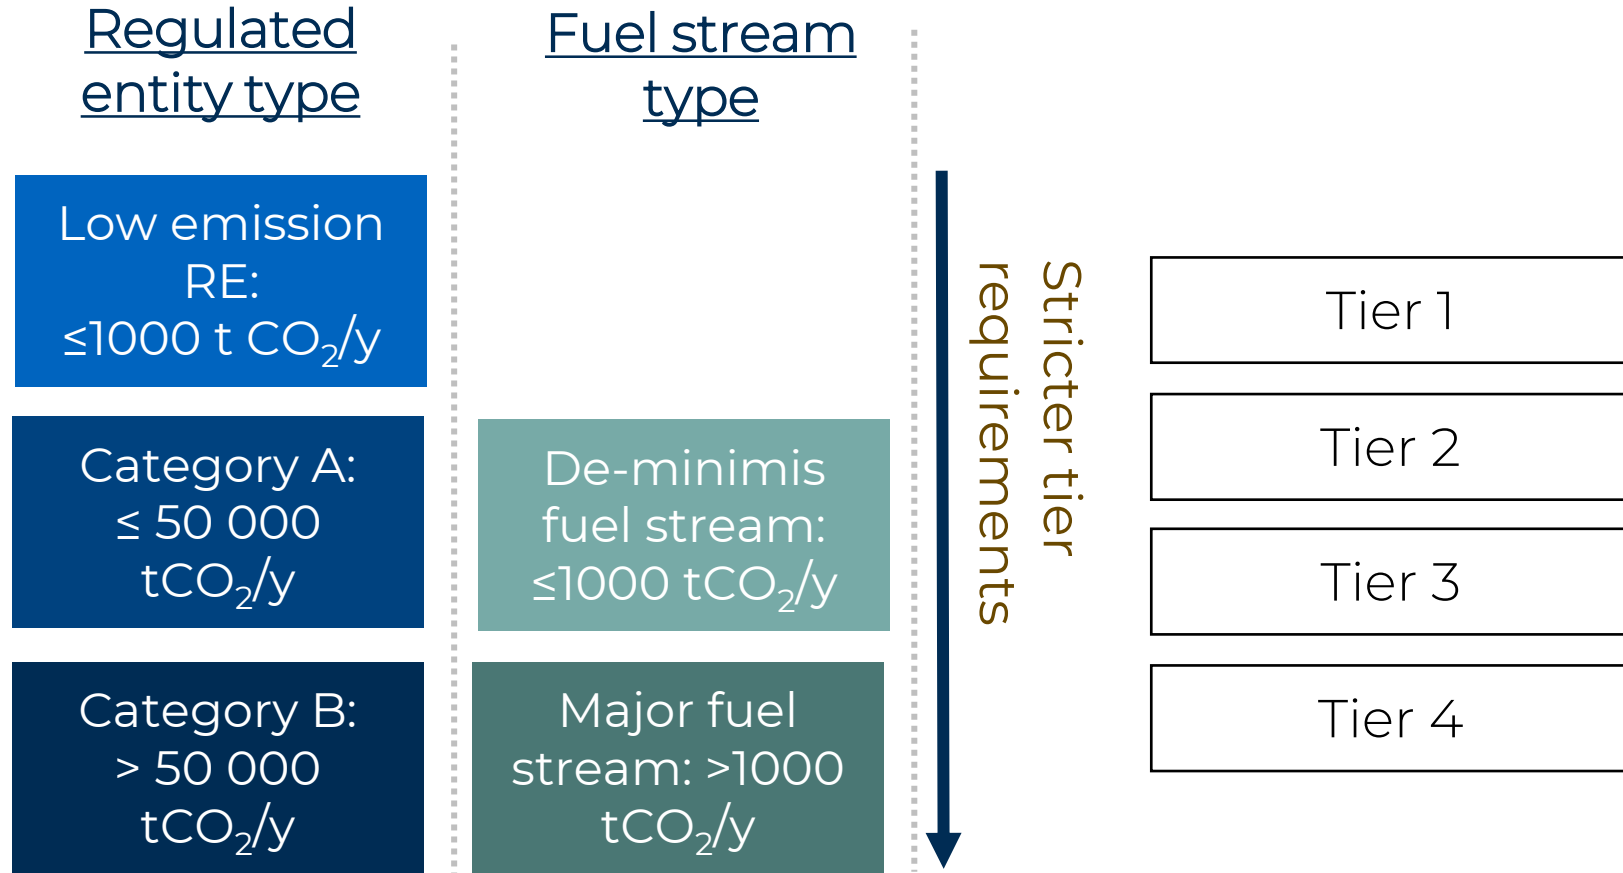 Regulated
entity type
Fuel stream
type
Low emission
RE:
≤1000 t CO₂/y
Category A:
≤ 50 000
tCO₂/y
De-minimis
fuel stream:
≤1000 tCO₂/y
Category B:
> 50 000
tCO₂/y
Major fuel
stream: >1000
tCO₂/y
Stricter tier
requirements
Tier 1
Tier 2
Tier 3
Tier 4